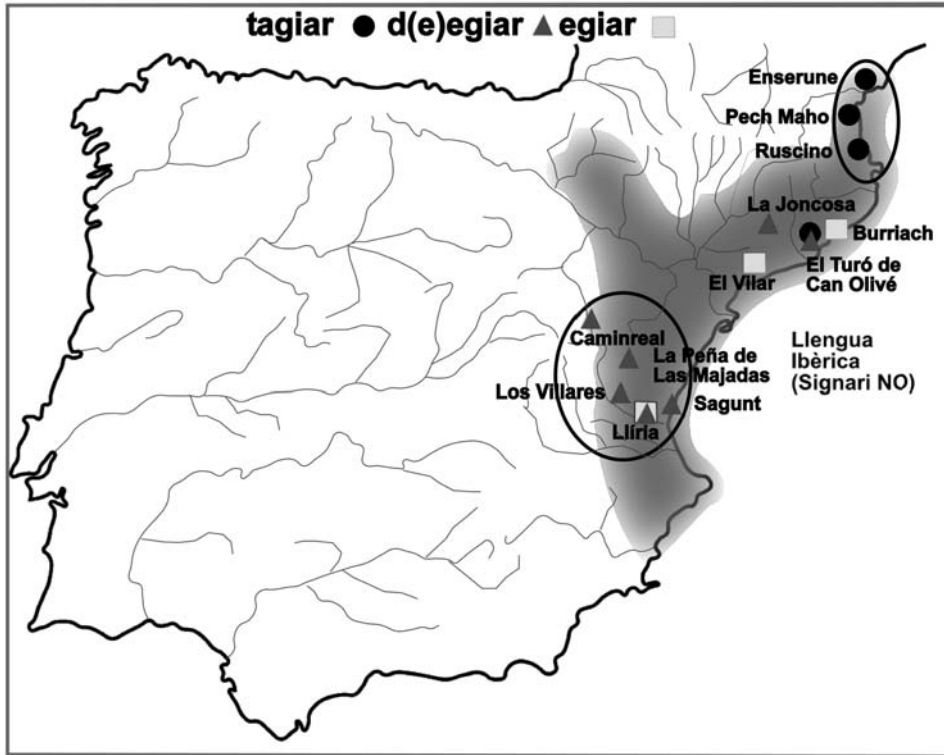 tagiar d(e)egiar egiar
Enserune
Pech Maho
Ruscino
La Joncosa
Burriach
El Vilar
El Turó de
Can Olivé
Caminreal
La Peña de
Las Majadas
Los Villares
Sagunt
Llíria
Llengua
Ibèrica
(Signari NO)